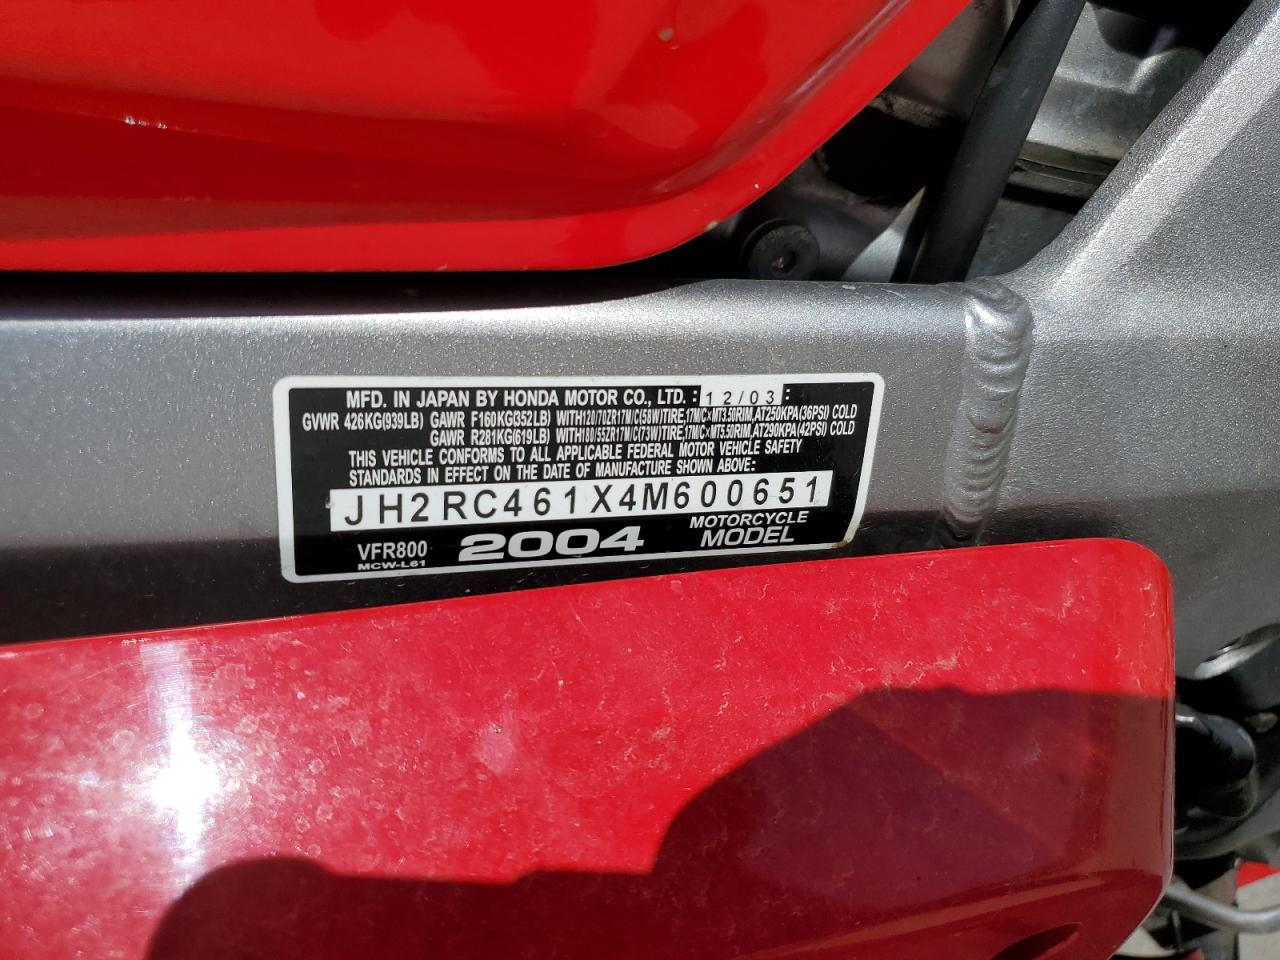 MFD. IN JAPAN BY HONDA MOTOR CO., LTD. : 12/03 :
GVWR 426KG(939LB) GAWR F160KG(352LB) WITH120/70ZR17M/C(58W)TIRE,17M/C×MT3.50RIM,AT250KPA(36PSI) COLD
GAWR R281KG(619LB) WITH180/55ZR17M/C(73W)TIRE,17M/C×MT5.50RIM,AT290KPA(42PSI) COLD
THIS VEHICLE CONFORMS TO ALL APPLICABLE FEDERAL MOTOR VEHICLE SAFETY
STANDARDS IN EFFECT ON THE DATE OF MANUFACTURE SHOWN ABOVE:
JH2RC461X4M600651
VFR800 2004 MOTORCYCLE
MCW-L61 MODEL